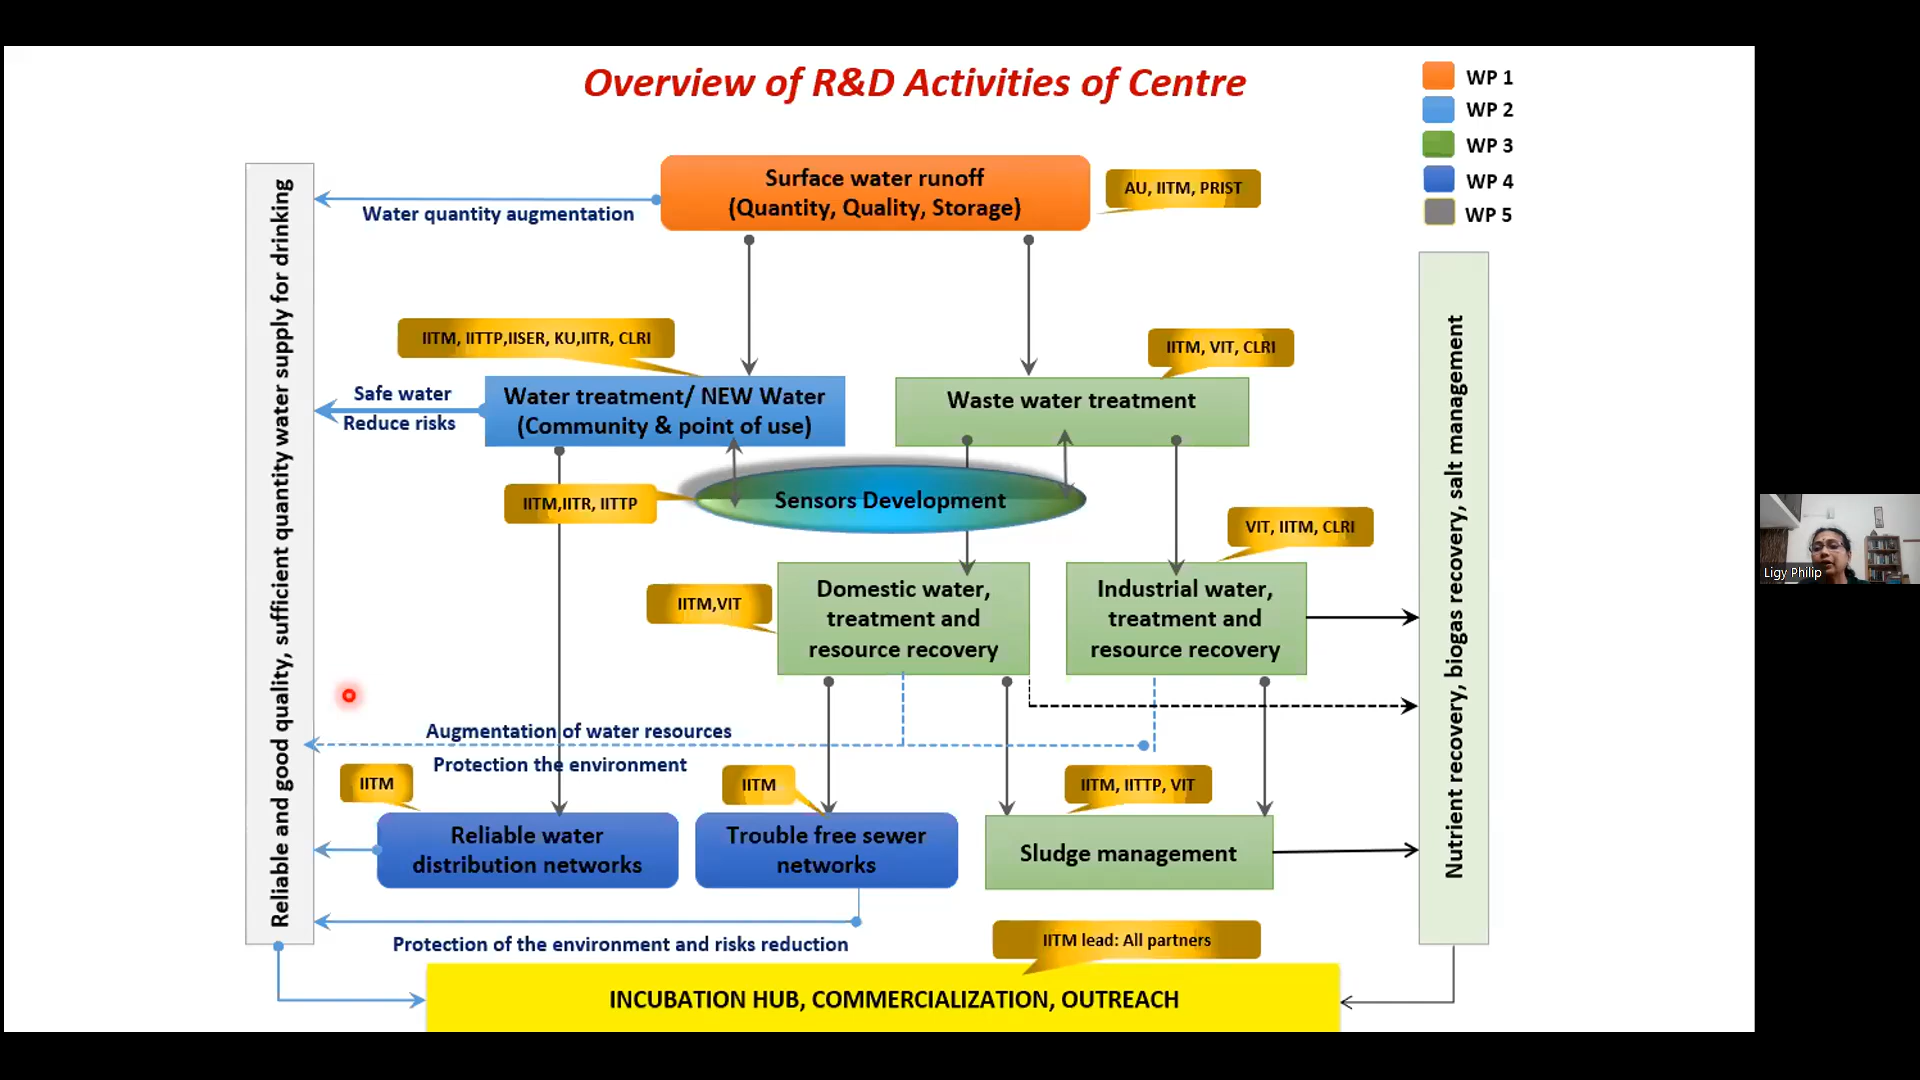 Overview of R&D Activities of Centre
WP 1
WP 2
WP 3
WP 4
WP 5
Surface water runoff
(Quantity, Quality, Storage)
AU, IITM, PRIST
Water quantity augmentation
Reliable and good quality, sufficient quantity water supply for drinking
IITM, IITTP,IISER, KU,IITR, CLRI
IITM, VIT, CLRI
Safe water
Reduce risks
Water treatment/ NEW Water
(Community & point of use)
Waste water treatment
IITM,IITR, IITTP
Sensors Development
VIT, IITM, CLRI
IITM,VIT
Domestic water,
treatment and
resource recovery
Industrial water,
treatment and
resource recovery
Nutrient recovery, biogas recovery, salt management
Ligy Philip
Augmentation of water resources
Protection the environment
IITM
IITM
IITM, IITTP, VIT
Reliable water
distribution networks
Trouble free sewer
networks
Sludge management
Protection of the environment and risks reduction
IITM lead: All partners
INCUBATION HUB, COMMERCIALIZATION, OUTREACH